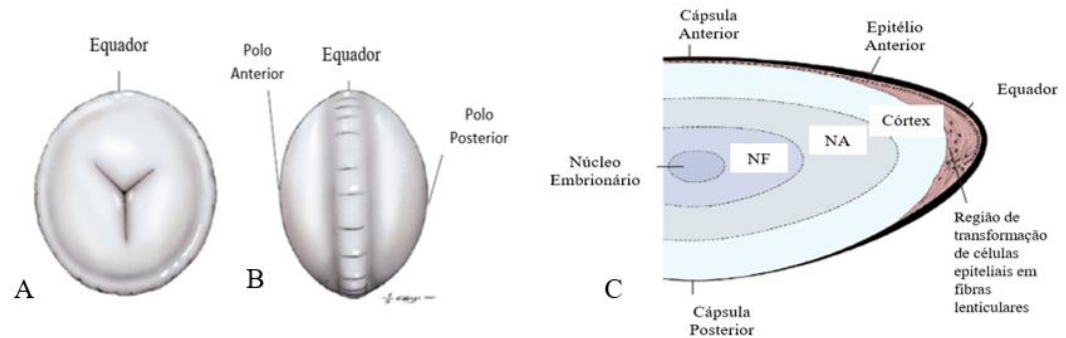 Equador
A
Polo
Anterior
Equador
Polo
Posterior
B
Cápsula
Anterior
Epitélio
Anterior
Equador
Córtex
NA
NF
Núcleo
Embrionário
Região de
transformação
de células
epiteliais em
fibras
lenticulares
C
Cápsula
Posterior